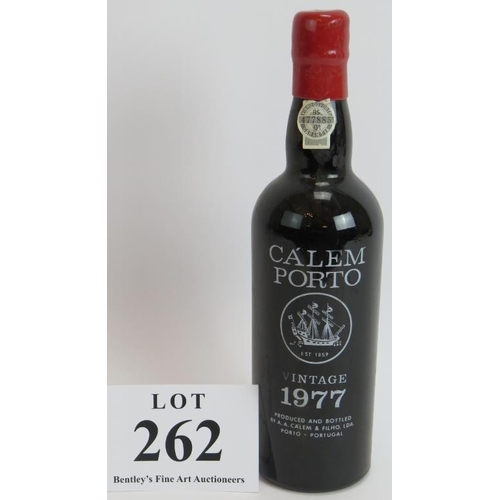 477885
CÁLEM
PORTO
EST 1859
VINTAGE
1977
PRODUCED AND BOTTLED
BY A.A. CÁLEM & FILHO, LDA.
PORTO - PORTUGAL
LOT
262
Bentley's Fine Art Auctioneers